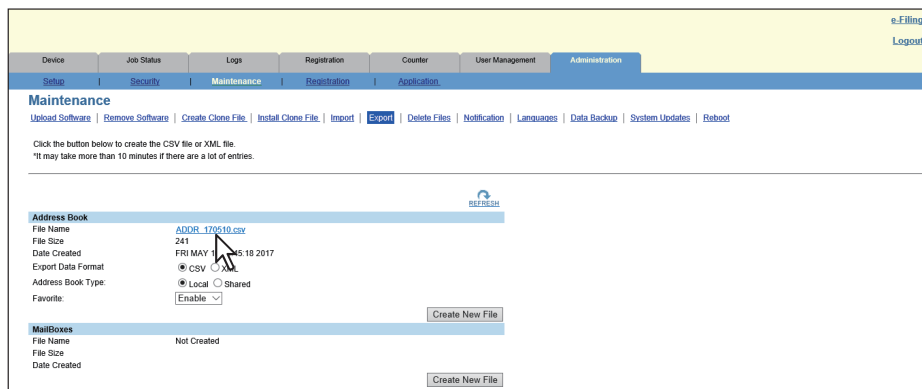 e-Filing
Logout
Device Job Status Logs Registration Counter User Management Administration
Setup | Security | Maintenance | Registration | Application
Maintenance
Upload Software | Remove Software | Create Clone File | Install Clone File | Import | Export | Delete Files | Notification | Languages | Data Backup | System Updates | Reboot
Click the button below to create the CSV file or XML file.
*It may take more than 10 minutes if there are a lot of entries.
REFRESH
Address Book
File Name ADDR_170510.csv
File Size 241
Date Created FRI MAY 5:18 2017
Export Data Format CSV XML
Address Book Type: Local Shared
Favorite: Enable
Create New File
MailBoxes
File Name Not Created
File Size
Date Created
Create New File